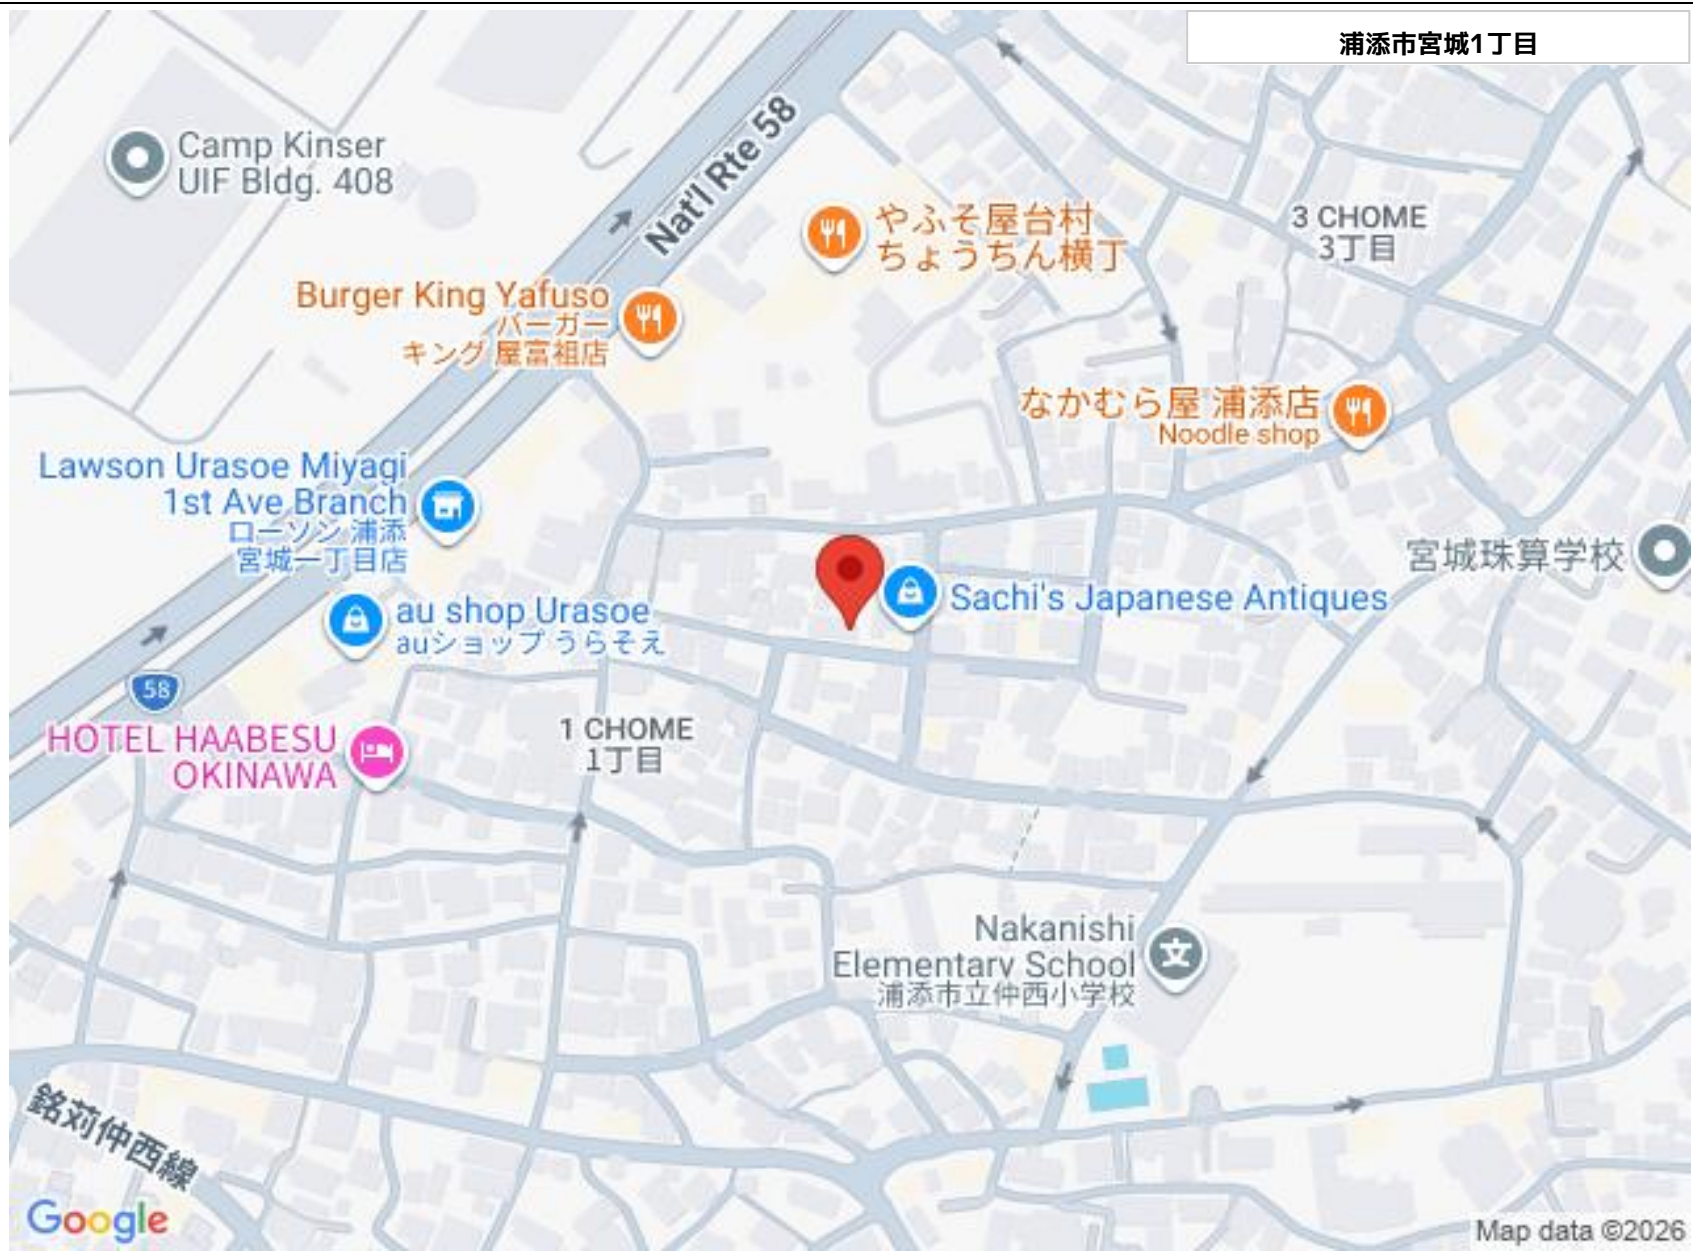 浦添市宮城1丁目
Camp Kinser
UIF Bldg. 408
Nat'l Rte 58
やふそ屋台村
ちょうちん横丁
3 CHOME
3丁目
Burger King Yafuso
バーガー
キング 屋富祖店
なかむら屋 浦添店
Noodle shop
Lawson Urasoe Miyagi
1st Ave Branch
ローソン 浦添
宮城一丁目店
宮城珠算学校
Sachi's Japanese Antiques
au shop Urasoe
auショップ うらそえ
58
HOTEL HAABESU
OKINAWA
1 CHOME
1丁目
Nakanishi
Elementary School
浦添市立仲西小学校
文
銘苅仲西線
Google
Map data ©2026